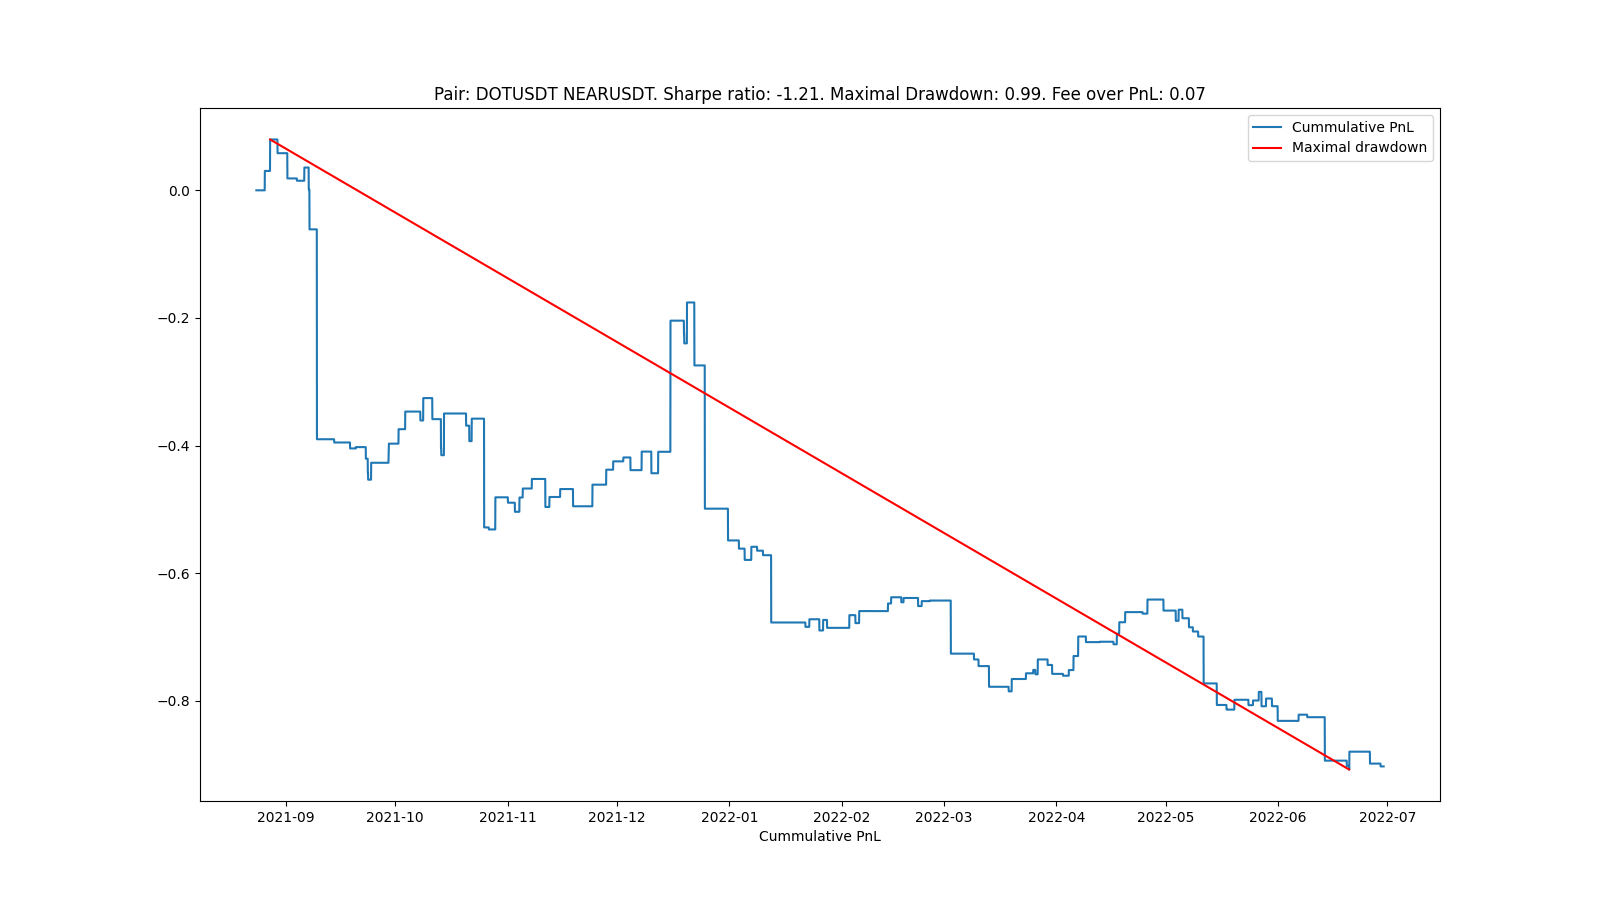 Pair: DOTUSDT NEARUSDT. Sharpe ratio: -1.21. Maximal Drawdown: 0.99. Fee over PnL: 0.07
Cummulative PnL
Maximal drawdown
0.0
−0.2
−0.4
−0.6
−0.8
2021-09 2021-10 2021-11 2021-12 2022-01 2022-02 2022-03 2022-04 2022-05 2022-06 2022-07
Cummulative PnL